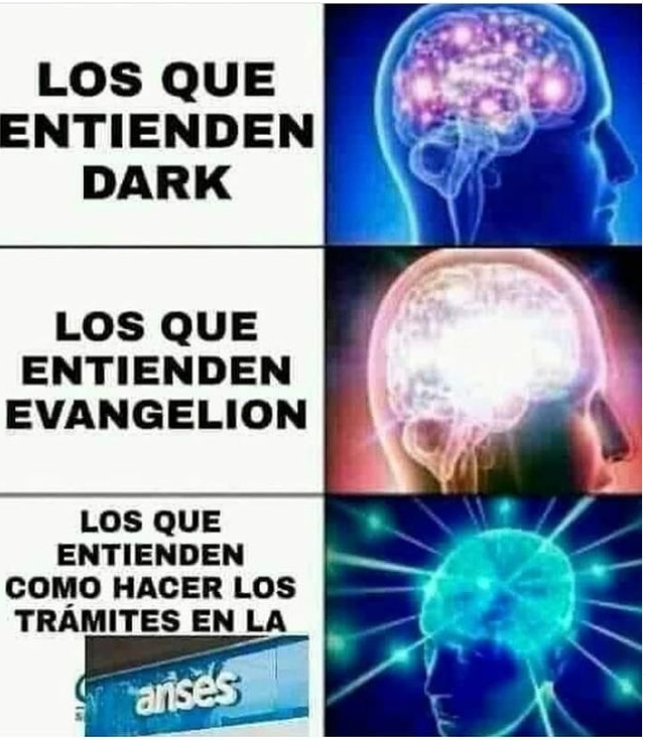 LOS QUE
ENTIENDEN
DARK
LOS QUE
ENTIENDEN
EVANGELION
LOS QUE
ENTIENDEN
COMO HACER LOS
TRÁMITES EN LA
anses